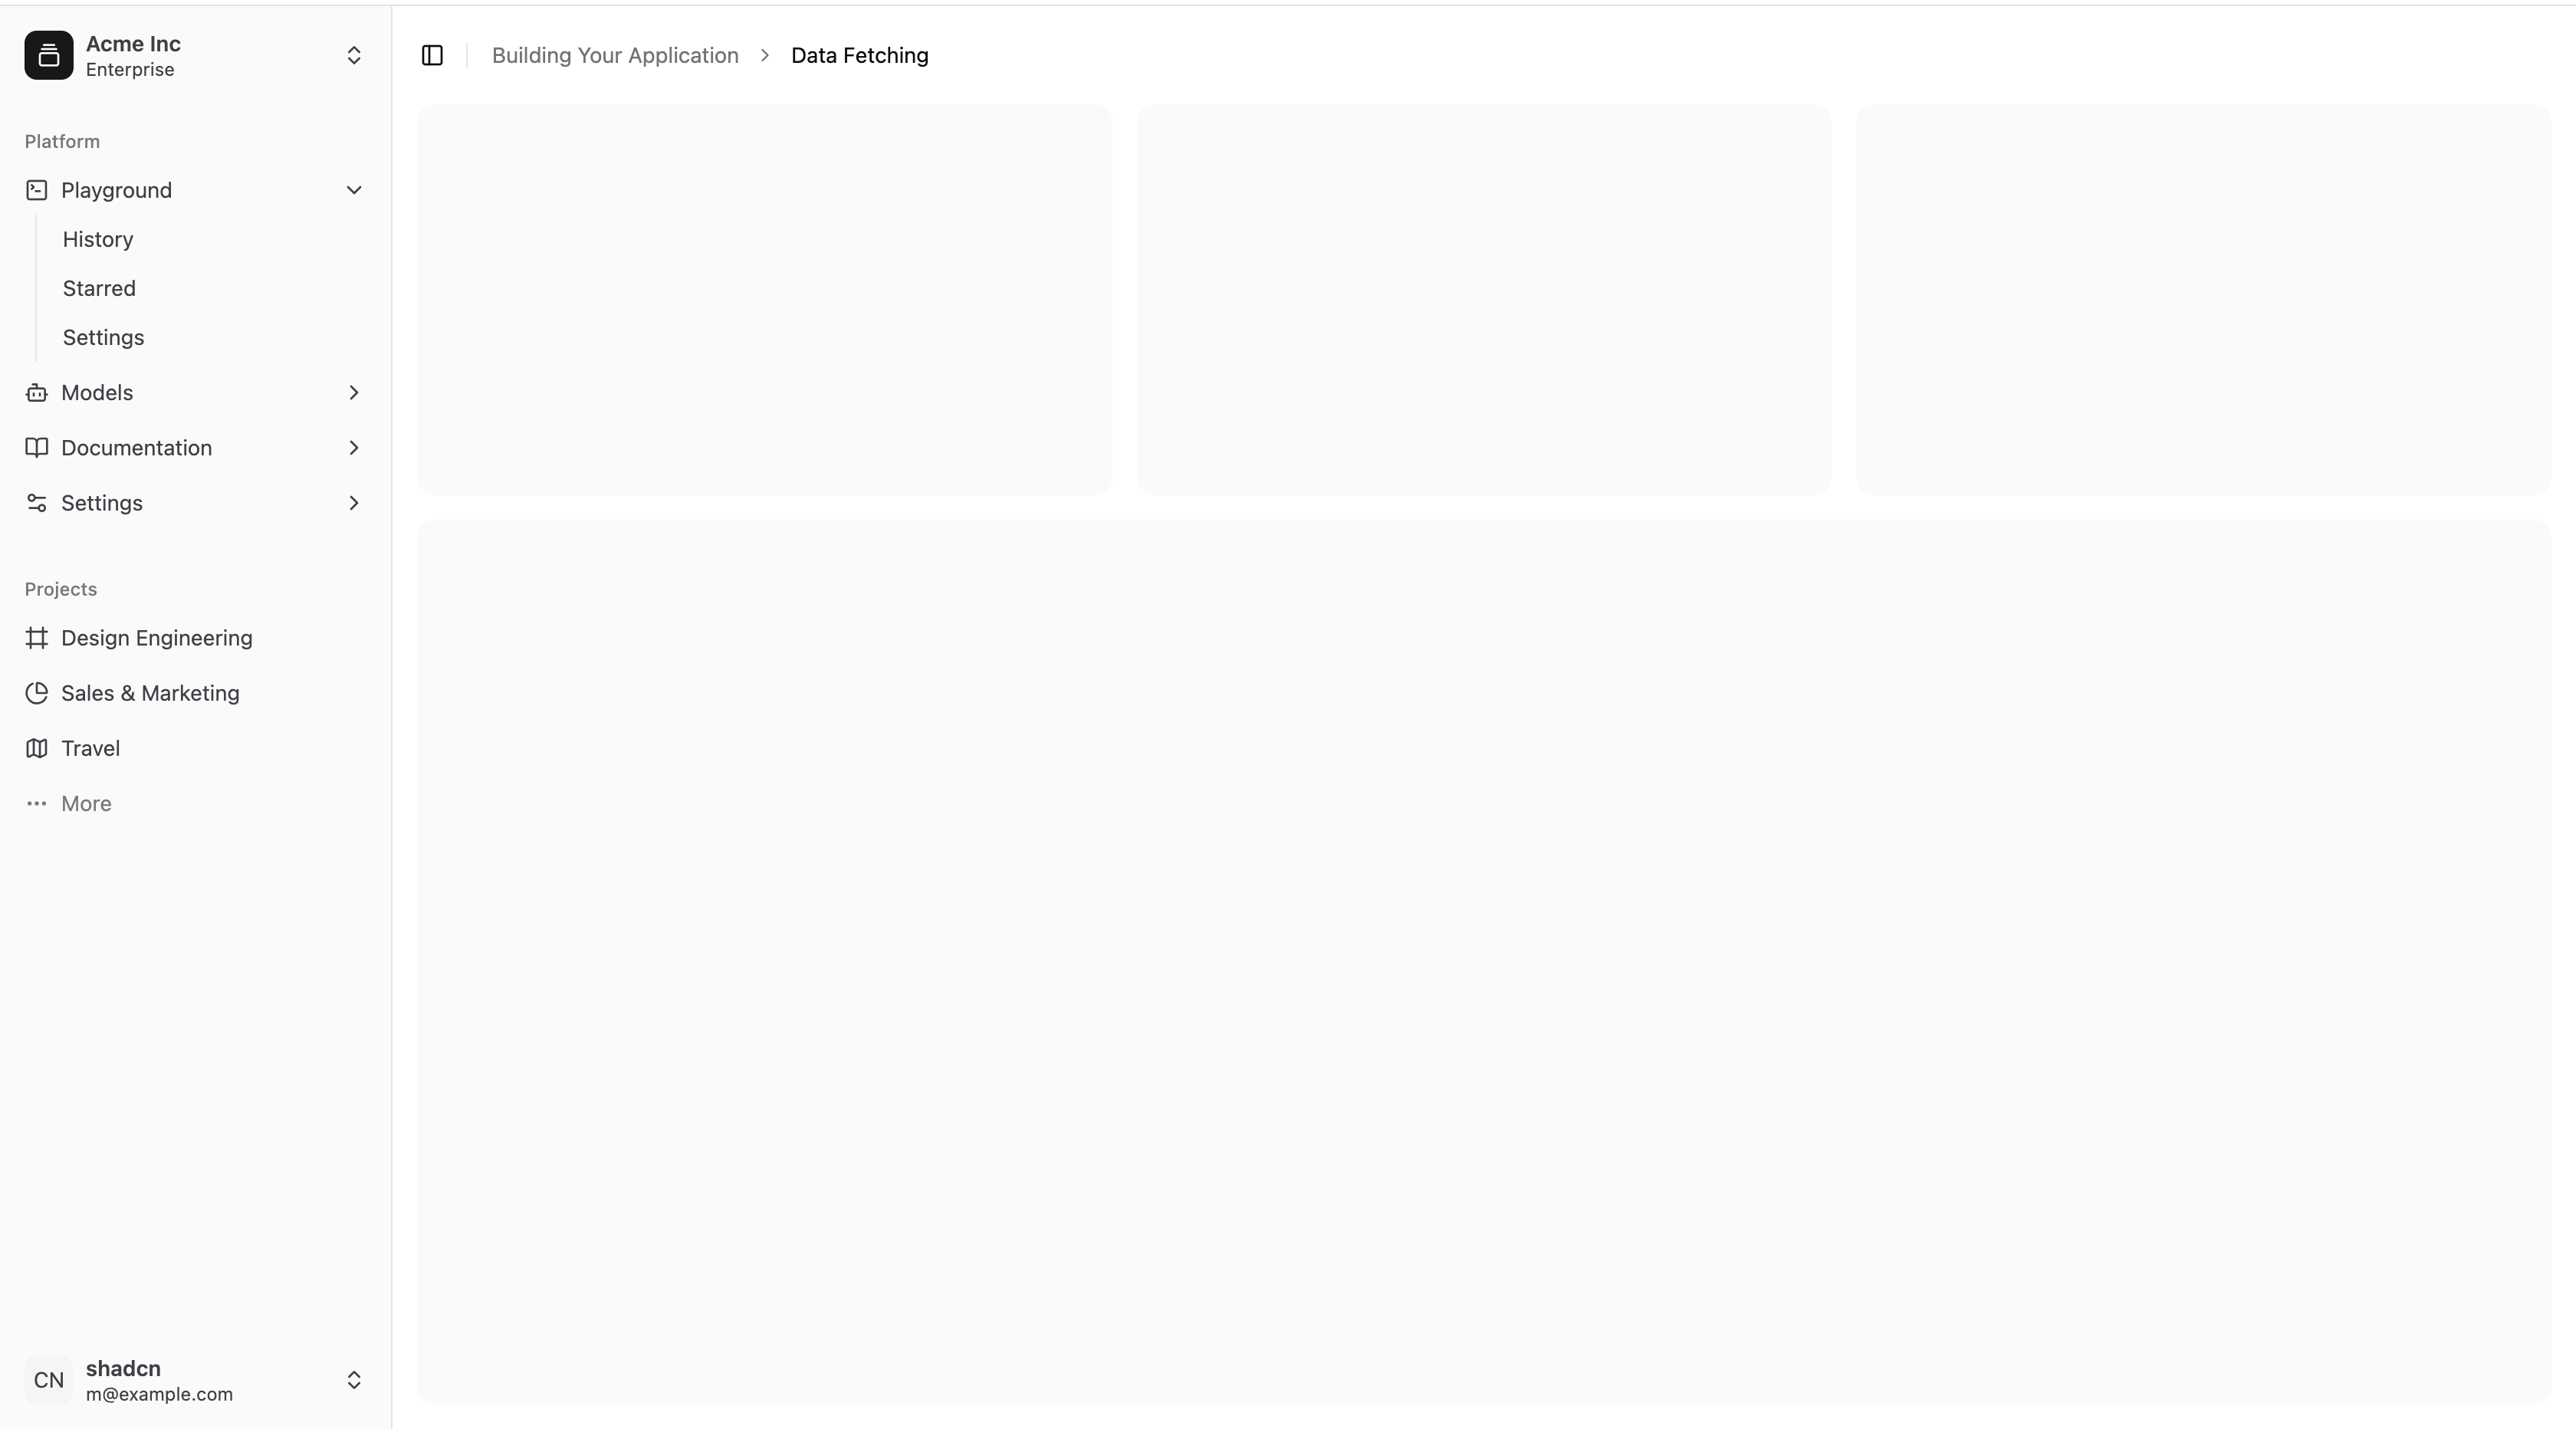 Acme Inc
Enterprise
Platform
Playground
History
Starred
Settings
Models
Documentation
Settings
Projects
Design Engineering
Sales & Marketing
Travel
More
CN
shadcn
m@example.com
Building Your Application
Data Fetching